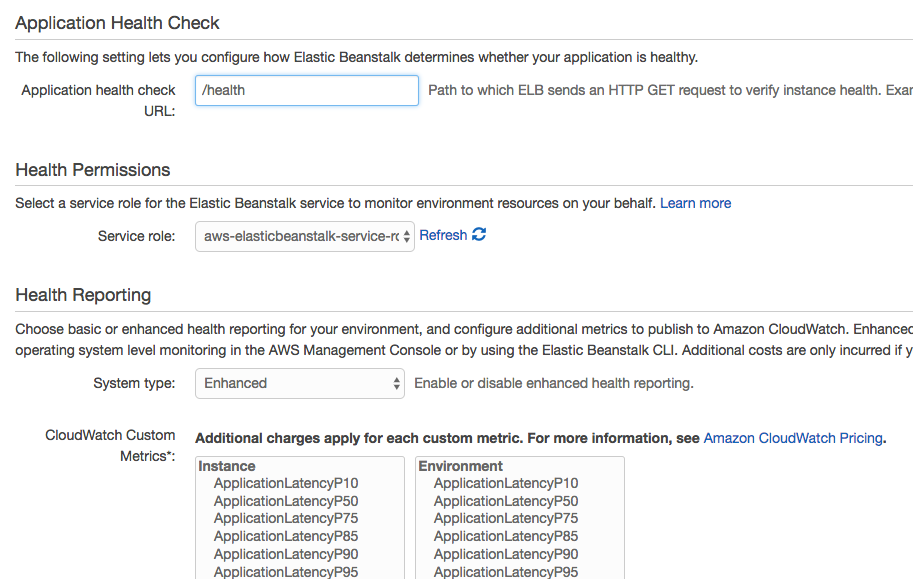 Application Health Check
The following setting lets you configure how Elastic Beanstalk determines whether your application is healthy.
Application health check URL:
/health
Path to which ELB sends an HTTP GET request to verify instance health.
Health Permissions
Select a service role for the Elastic Beanstalk service to monitor environment resources on your behalf. Learn more
Service role:
aws-elasticbeanstalk-service-
Refresh
Health Reporting
Choose basic or enhanced health reporting for your environment, and configure additional metrics to publish to Amazon CloudWatch. Enhanced
operating system level monitoring in the AWS Management Console or by using the Elastic Beanstalk CLI. Additional costs are only incurred if
System type:
Enhanced
Enable or disable enhanced health reporting.
CloudWatch Custom Metrics*:
Additional charges apply for each custom metric. For more information, see Amazon CloudWatch Pricing.
Instance
ApplicationLatencyP10
ApplicationLatencyP50
ApplicationLatencyP75
ApplicationLatencyP85
ApplicationLatencyP90
ApplicationLatencyP95
Environment
ApplicationLatencyP10
ApplicationLatencyP50
ApplicationLatencyP75
ApplicationLatencyP85
ApplicationLatencyP90
ApplicationLatencyP95